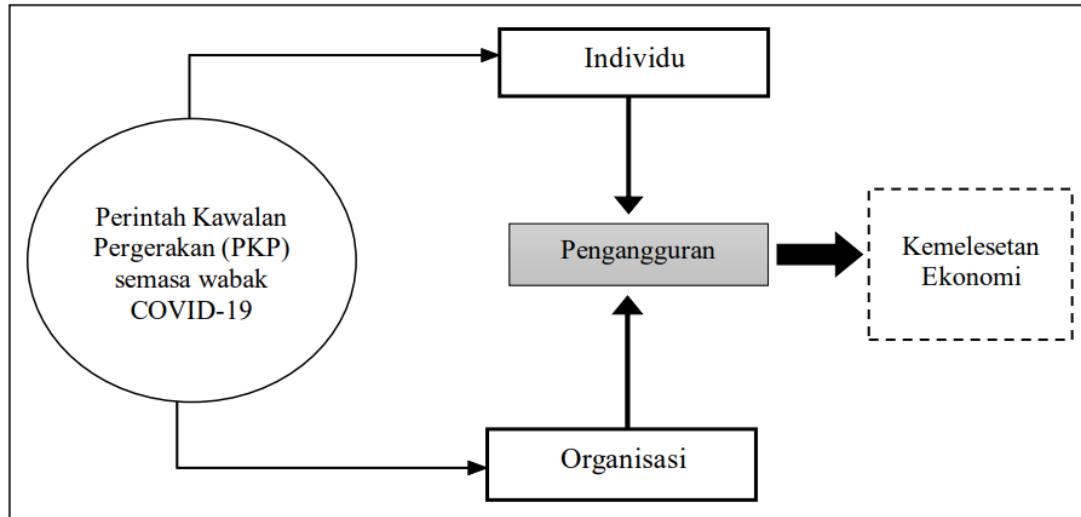 Individu
Perintah Kawalan
Pergerakan (PKP)
semasa wabak
COVID-19
Pengangguran
Kemelesetan
Ekonomi
Organisasi